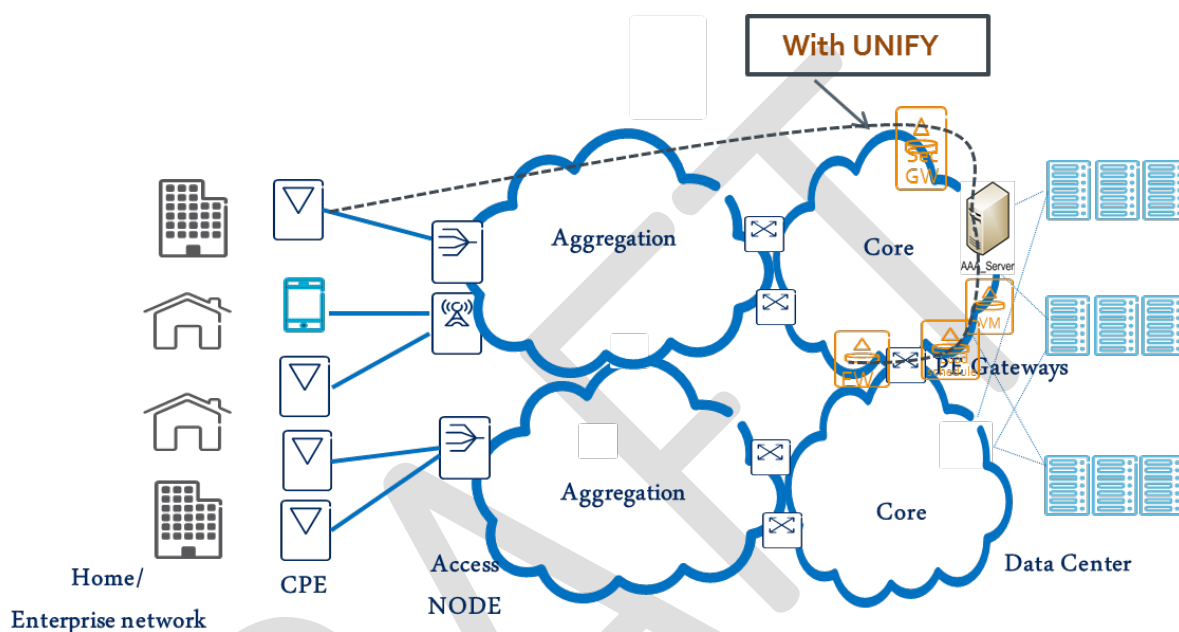 With UNIFY
Sec
GW
Aggregation
Core
AAA_Server
VM
FW
schedule
PE Gateways
Aggregation
Core
Access
NODE
Data Center
CPE
Home/
Enterprise network